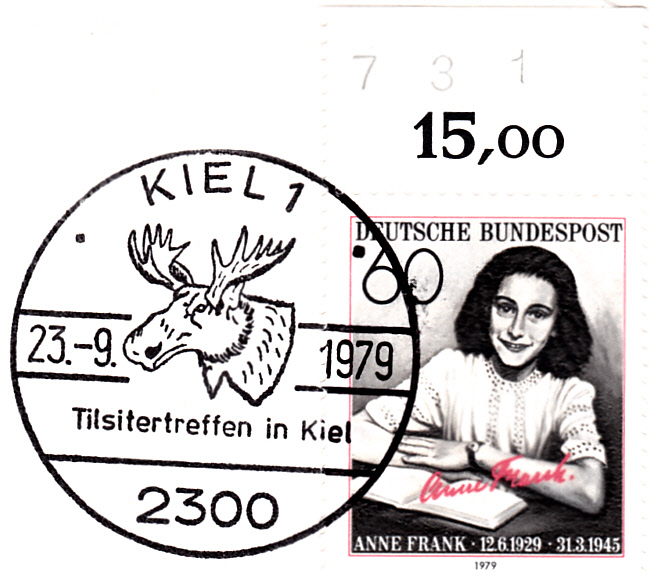 7 3 1
15,00
KIEL 1
23.-9. 1979
Tilsitertreffen in Kiel
2300
DEUTSCHE BUNDESPOST
60
Anne Frank.
ANNE FRANK · 12.6.1929 · 31.3.1945
1979